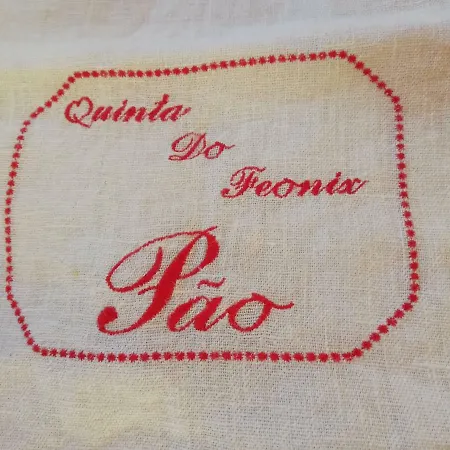 Quinta
Do
Feonix
Pão